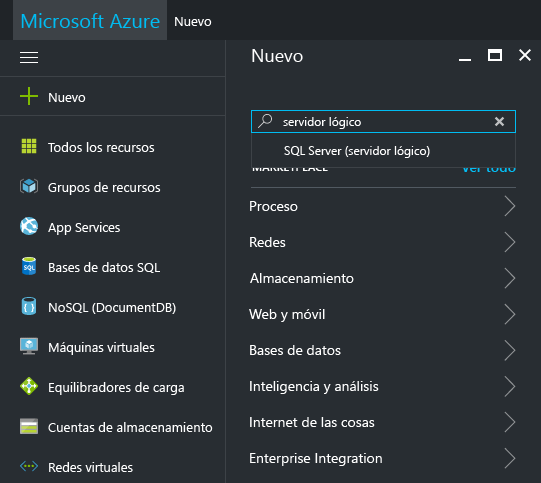 Microsoft Azure Nuevo
Nuevo
Nuevo
Todos los recursos
Grupos de recursos
App Services
Bases de datos SQL
NoSQL (DocumentDB)
Máquinas virtuales
Equilibradores de carga
Cuentas de almacenamiento
Redes virtuales
servidor lógico
SQL Server (servidor lógico)
MARKETPLACE Ver todo
Proceso
Redes
Almacenamiento
Web y móvil
Bases de datos
Inteligencia y análisis
Internet de las cosas
Enterprise Integration